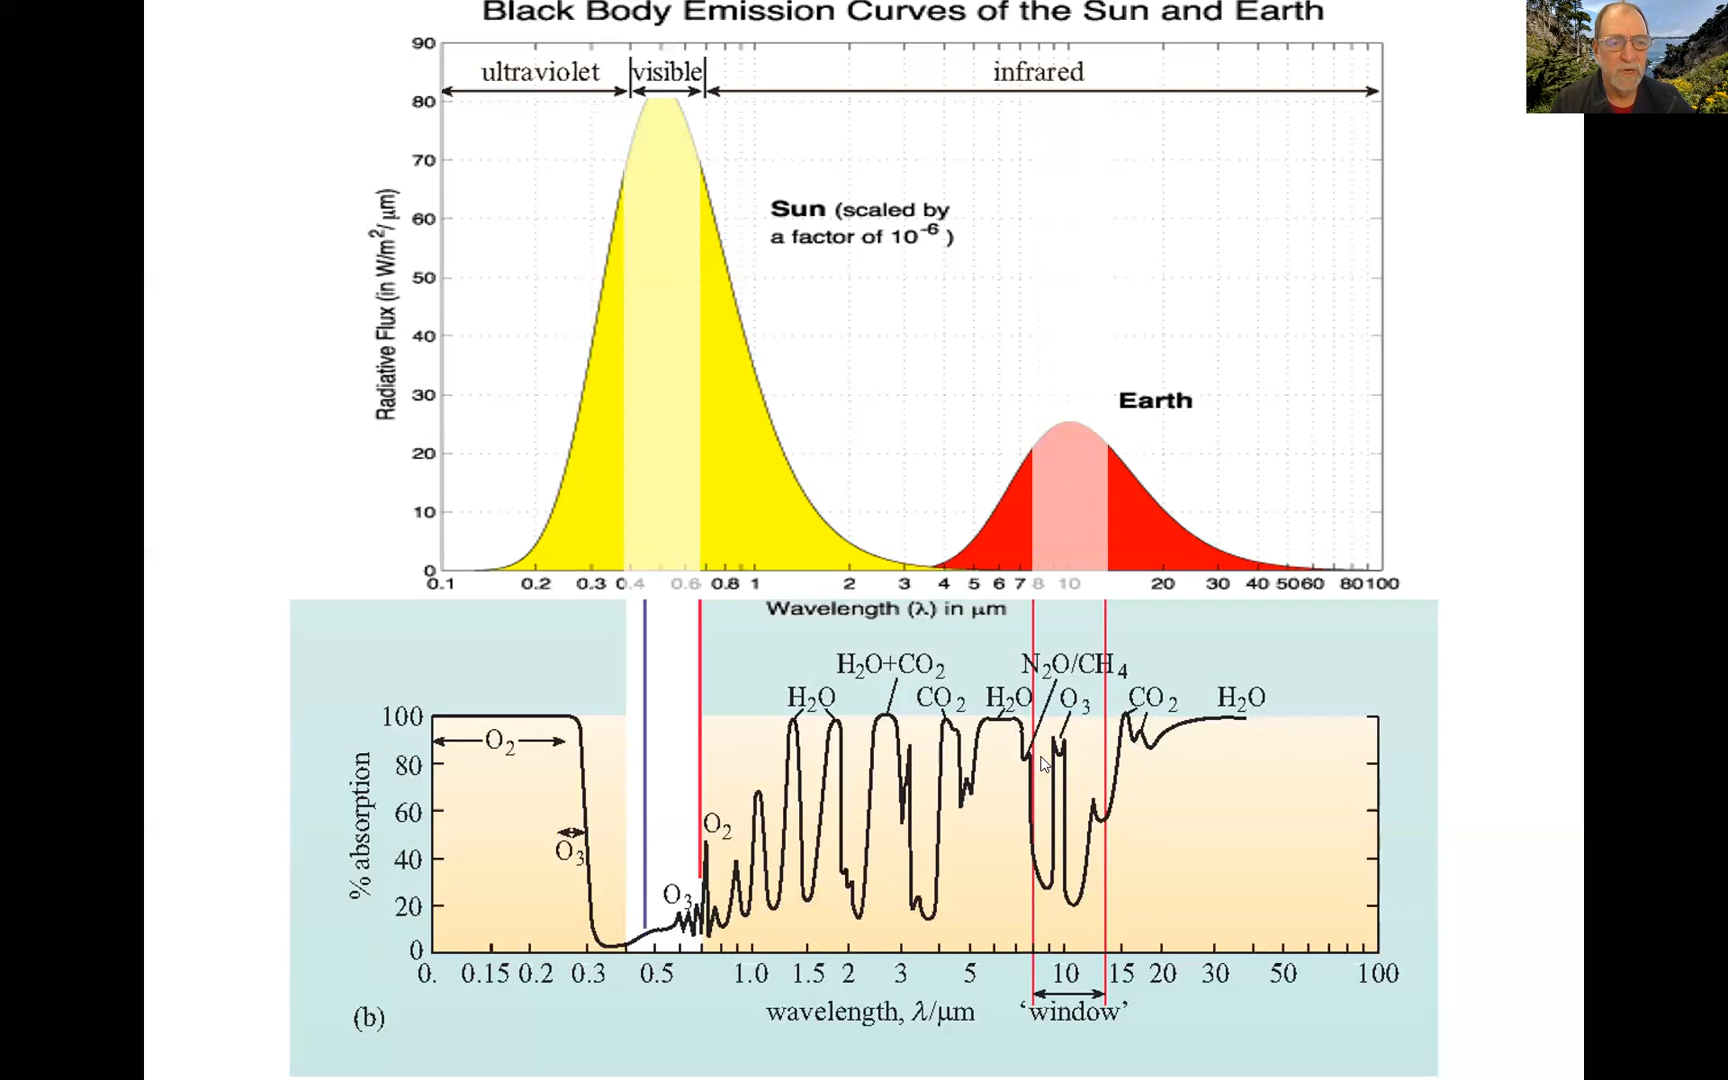 Black Body Emission Curves of the Sun and Earth
90
80
70
60
50
40
30
20
10
0
Radiative Flux (in W/m²/ μm)
ultraviolet visible infrared
Sun (scaled by
a factor of 10⁻⁶ )
Earth
0.1 0.2 0.3 0.4 0.6 0.8 1 2 3 4 5 6 7 8 10 20 30 40 50 60 80 100
Wavelength (λ) in μm
H₂O+CO₂ N₂O/CH₄
H₂O CO₂ H₂O O₃ CO₂ H₂O
100
80
60
40
20
0
% absorption
O₂
O₃
O₃
O₂
0. 0.15 0.2 0.3 0.5 1.0 1.5 2 3 5 10 15 20 30 50 100
wavelength, λ/μm
‘window’
(b)